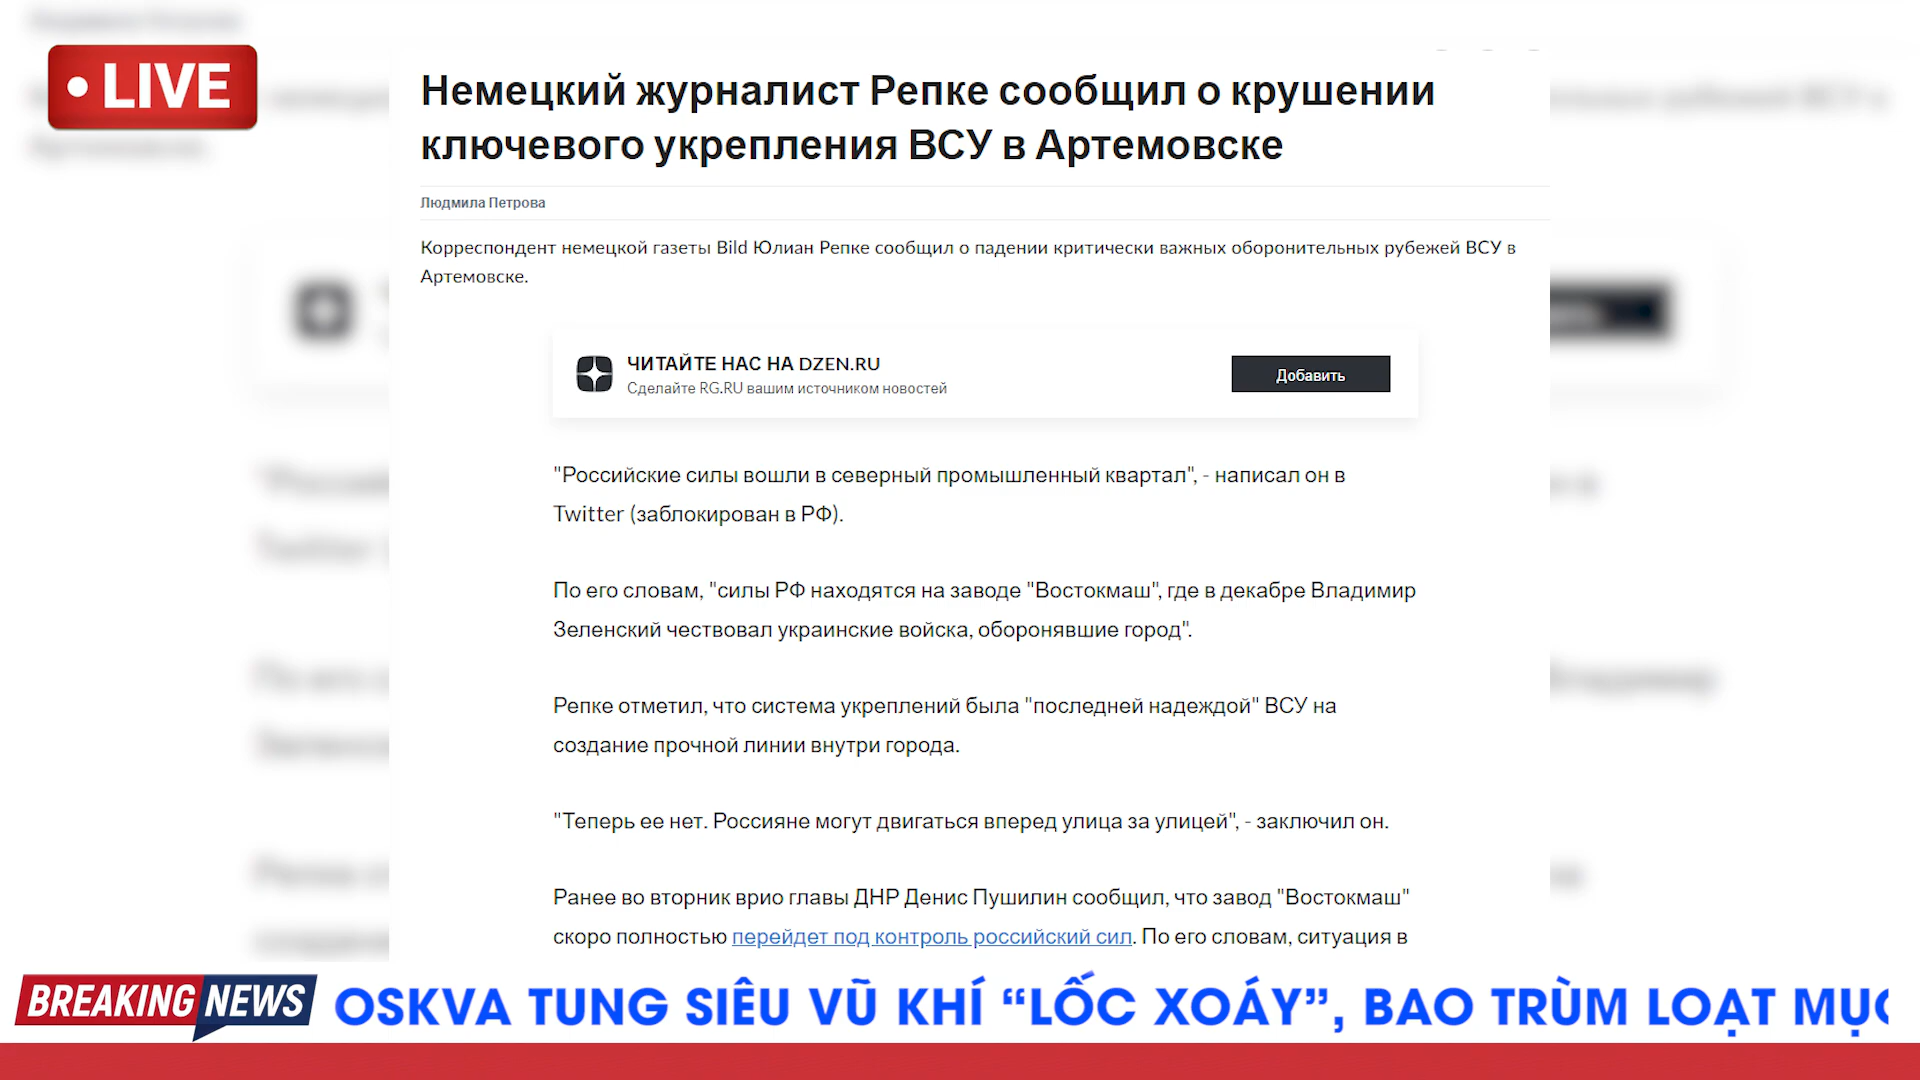 LIVE
Немецкий журналист Репке сообщил о крушении
ключевого укрепления ВСУ в Артемовске
Людмила Петрова
Корреспондент немецкой газеты Bild Юлиан Репке сообщил о падении критически важных оборонительных рубежей ВСУ в
Артемовске.
ЧИТАЙТЕ НАС НА DZEN.RU
Сделайте RG.RU вашим источником новостей
Добавить
"Российские силы вошли в северный промышленный квартал", - написал он в
Twitter (заблокирован в РФ).
По его словам, "силы РФ находятся на заводе "Востокмаш", где в декабре Владимир
Зеленский чествовал украинские войска, оборонявшие город".
Репке отметил, что система укреплений была "последней надеждой" ВСУ на
создание прочной линии внутри города.
"Теперь ее нет. Россияне могут двигаться вперед улица за улицей", - заключил он.
Ранее во вторник врио главы ДНР Денис Пушилин сообщил, что завод "Востокмаш"
скоро полностью перейдет под контроль российский сил. По его словам, ситуация в
BREAKING NEWS
OSKVA TUNG SIÊU VŨ KHÍ “LỐC XOÁY”, BAO TRÙM LOẠT MỤC